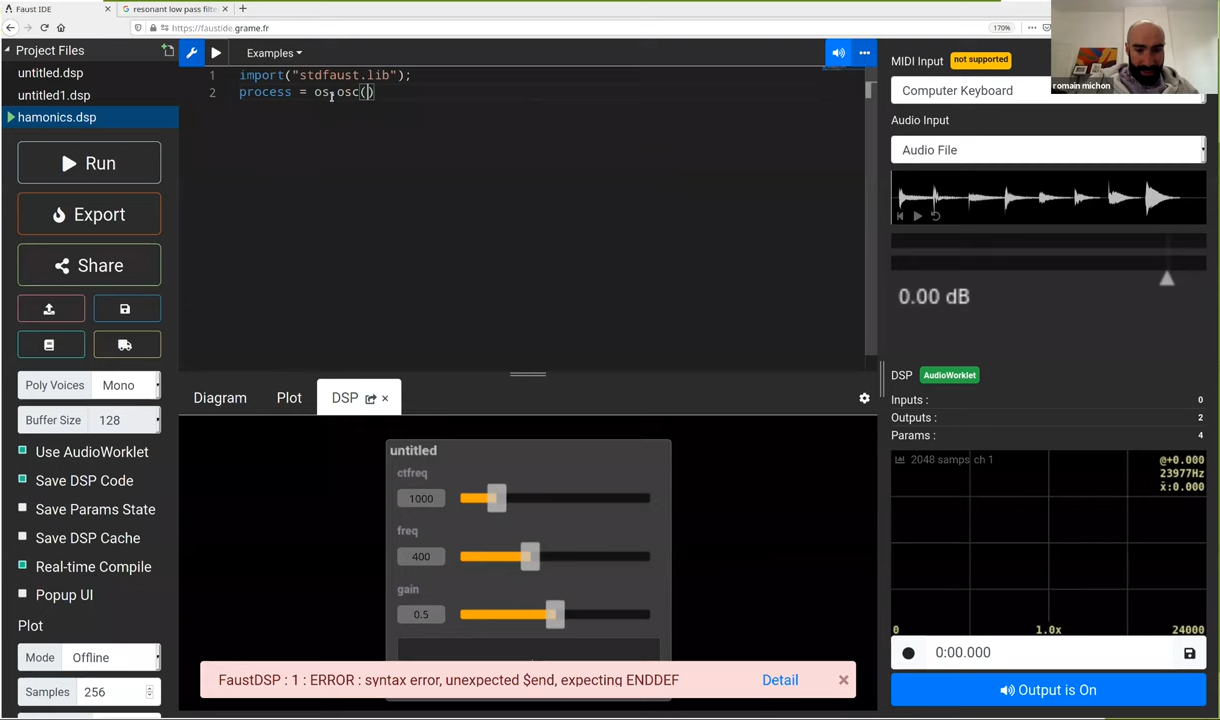 Faust IDE
resonant low pass filter
https://faustide.grame.fr
170%
Project Files
untitled.dsp
untitled1.dsp
hamonics.dsp
Run
Export
Share
Poly Voices Mono
Buffer Size 128
Use AudioWorklet
Save DSP Code
Save Params State
Save DSP Cache
Real-time Compile
Popup UI
Plot
Mode Offline
Samples 256
Examples
1 import("stdfaust.lib");
2 process = os.osc()
Diagram Plot DSP
untitled
ctfreq
1000
freq
400
gain
0.5
FaustDSP : 1 : ERROR : syntax error, unexpected $end, expecting ENDDEF Detail
romain michon
MIDI Input not supported
Computer Keyboard
Audio Input
Audio File
0.00 dB
DSP AudioWorklet
Inputs : 0
Outputs : 2
Params : 4
2048 samps ch 1
@+0.000
23977Hz
x̄:0.000
0 1.0x 24000
0:00.000
Output is On